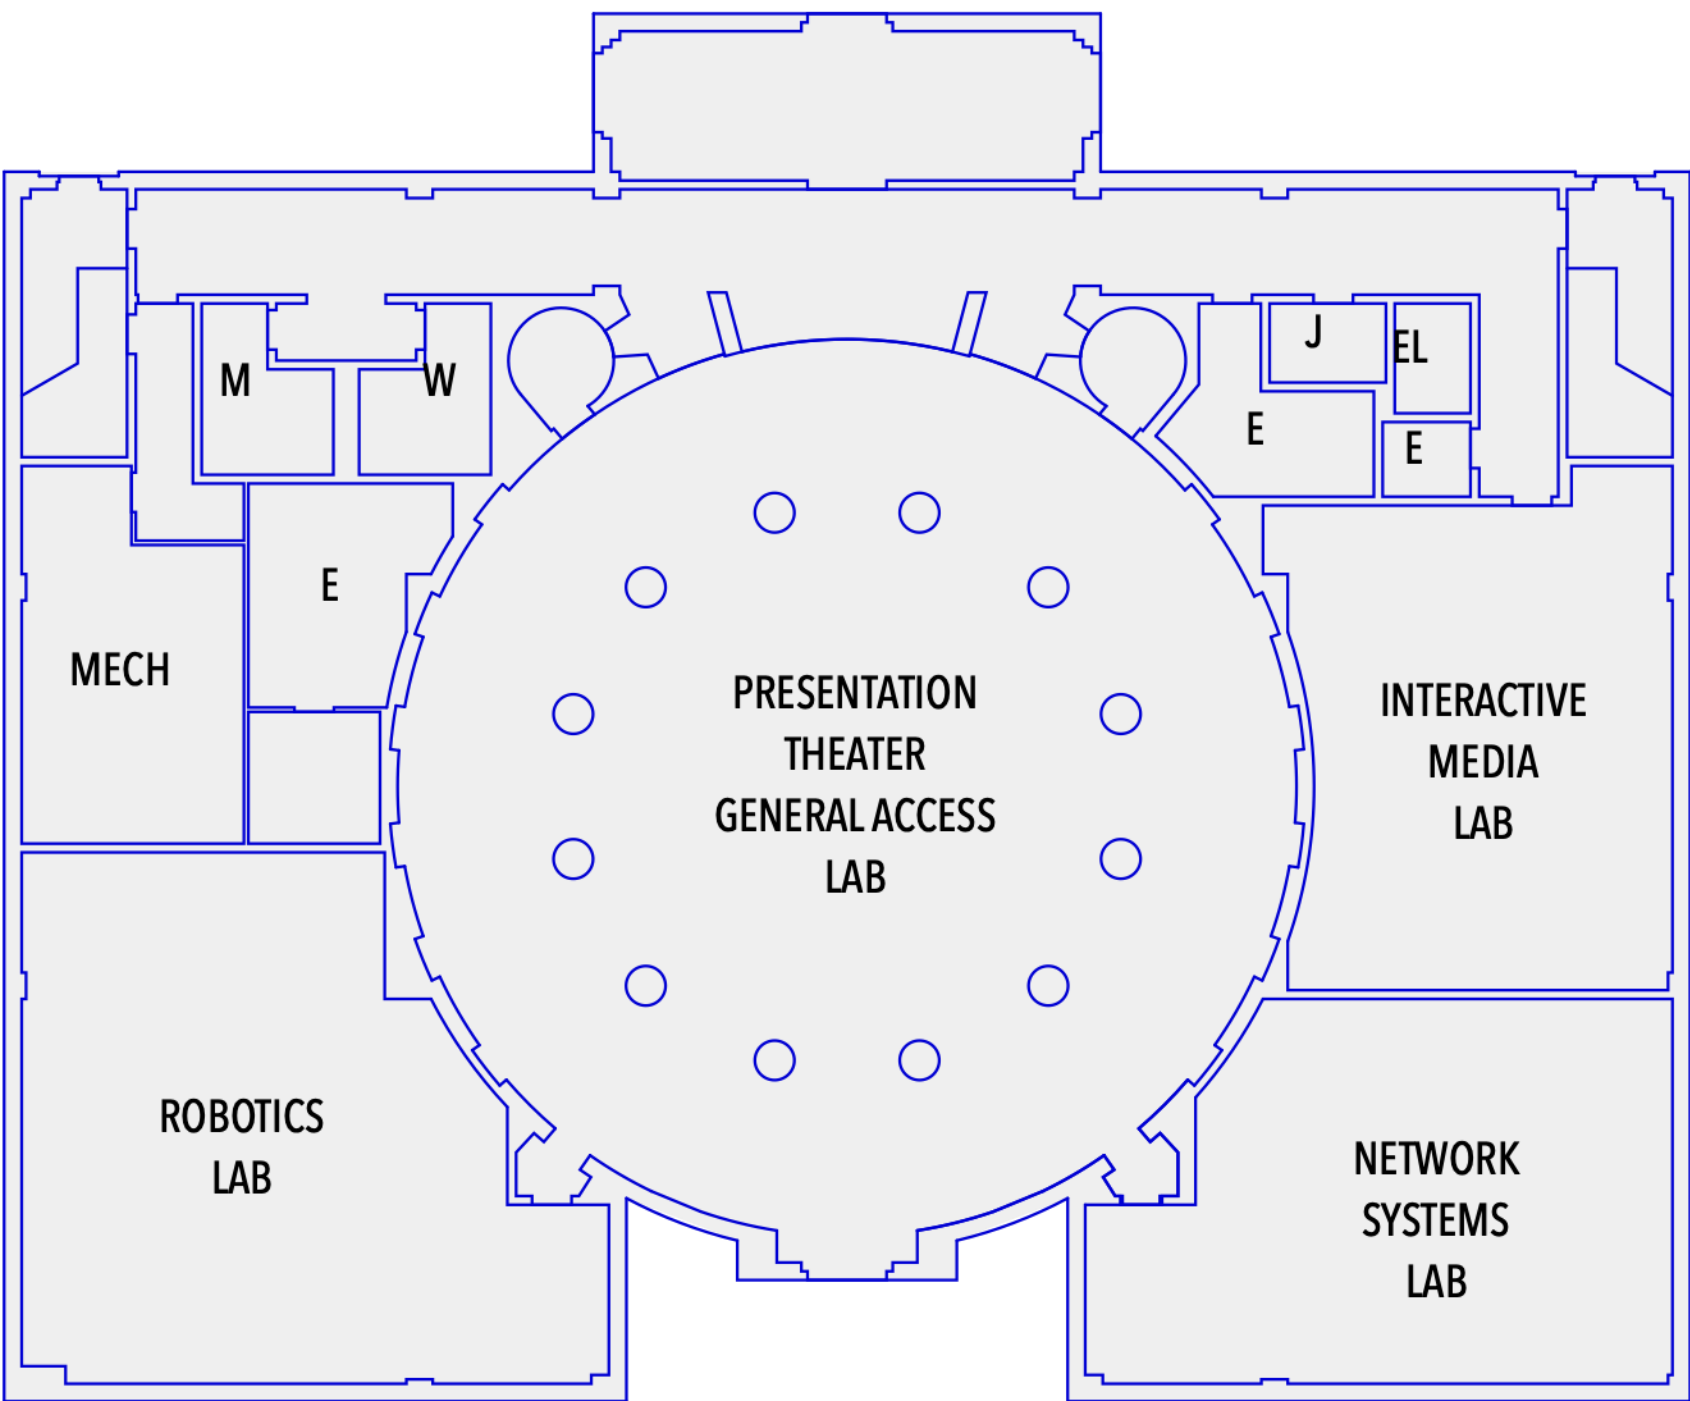 J
EL
M
W
E
E
E
MECH
PRESENTATION
THEATER
GENERAL ACCESS
LAB
INTERACTIVE
MEDIA
LAB
ROBOTICS
LAB
NETWORK
SYSTEMS
LAB